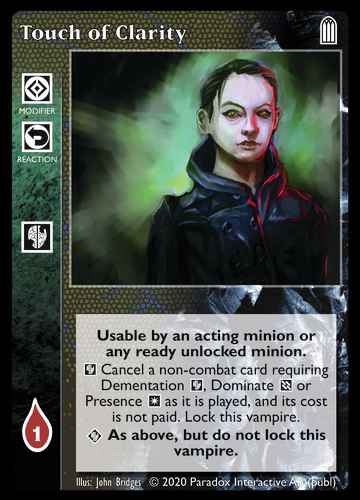 Touch of Clarity
MODIFIER
REACTION
Usable by an acting minion or
any ready unlocked minion.
Cancel a non-combat card requiring
Dementation , Dominate or
Presence as it is played, and its cost
is not paid. Lock this vampire.
As above, but do not lock this
vampire.
1
Illus: John Bridges © 2020 Paradox Interactive AB (publ)